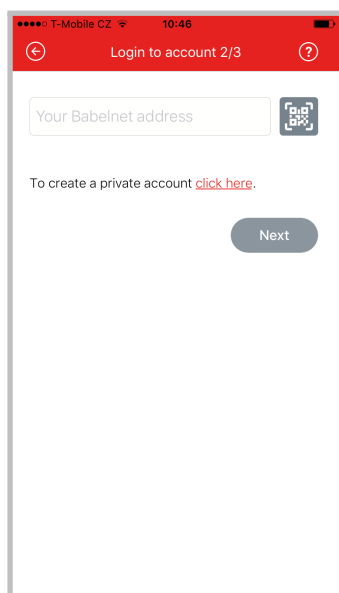 T-Mobile CZ 10:46
Login to account 2/3 ?
Your Babelnet address
To create a private account click here.
Next